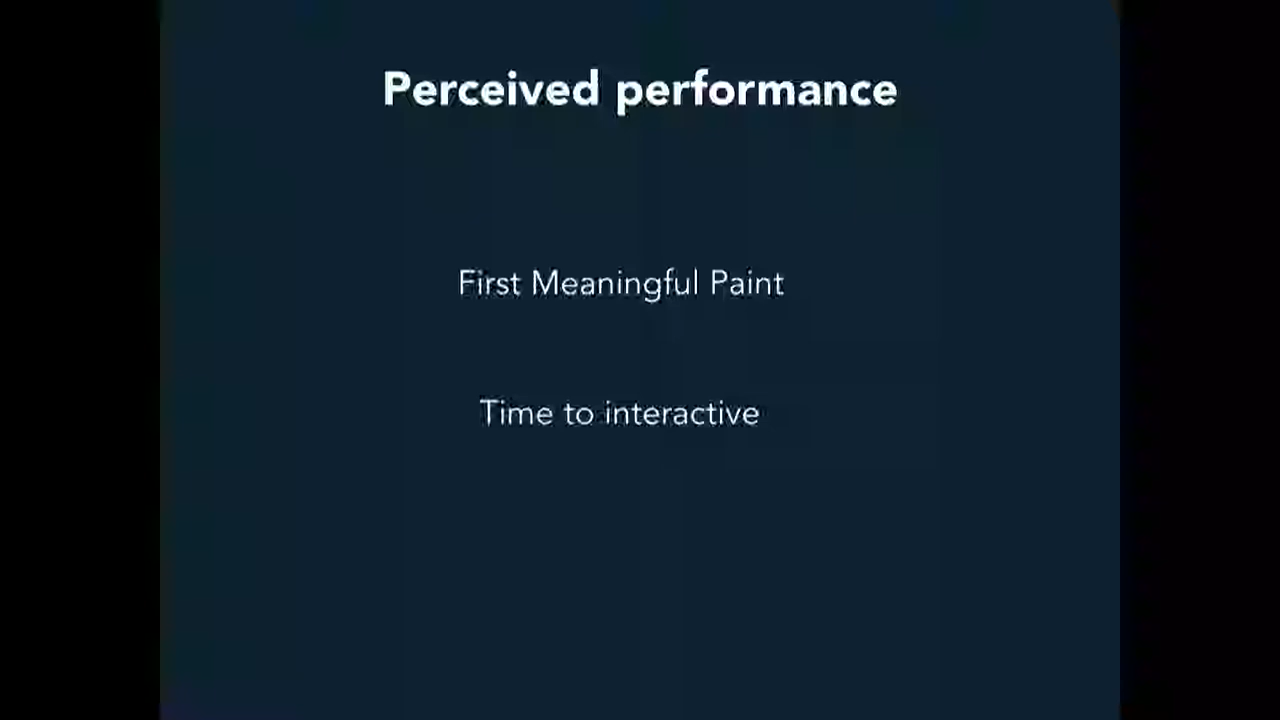 Perceived performance
First Meaningful Paint
Time to interactive